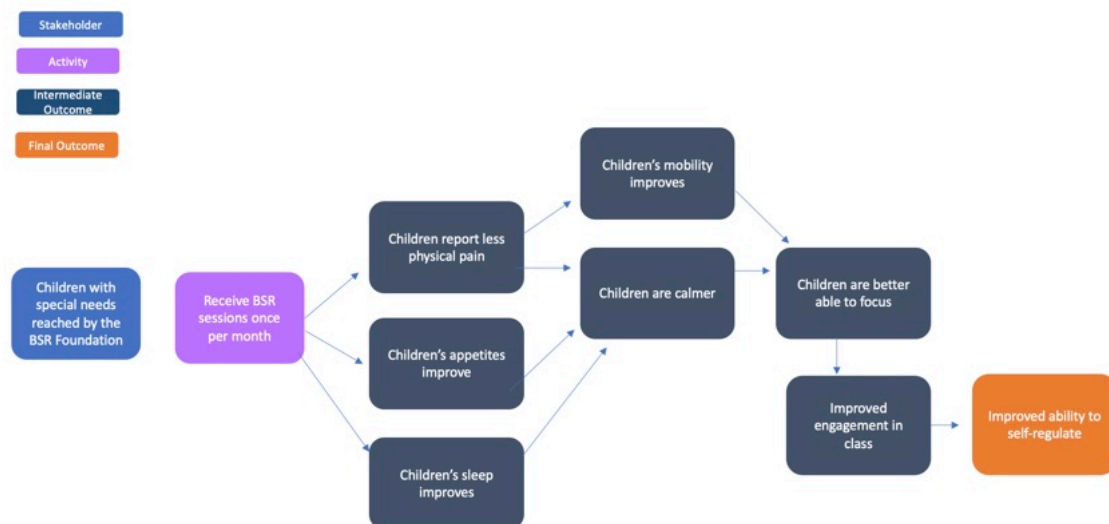 Stakeholder
Activity
Intermediate
Outcome
Final Outcome
Children with
special needs
reached by the
BSR Foundation
Receive BSR
sessions once
per month
Children report less
physical pain
Children's appetites
improve
Children's sleep
improves
Children's mobility
improves
Children are calmer
Children are better
able to focus
Improved
engagement in
class
Improved ability to
self-regulate